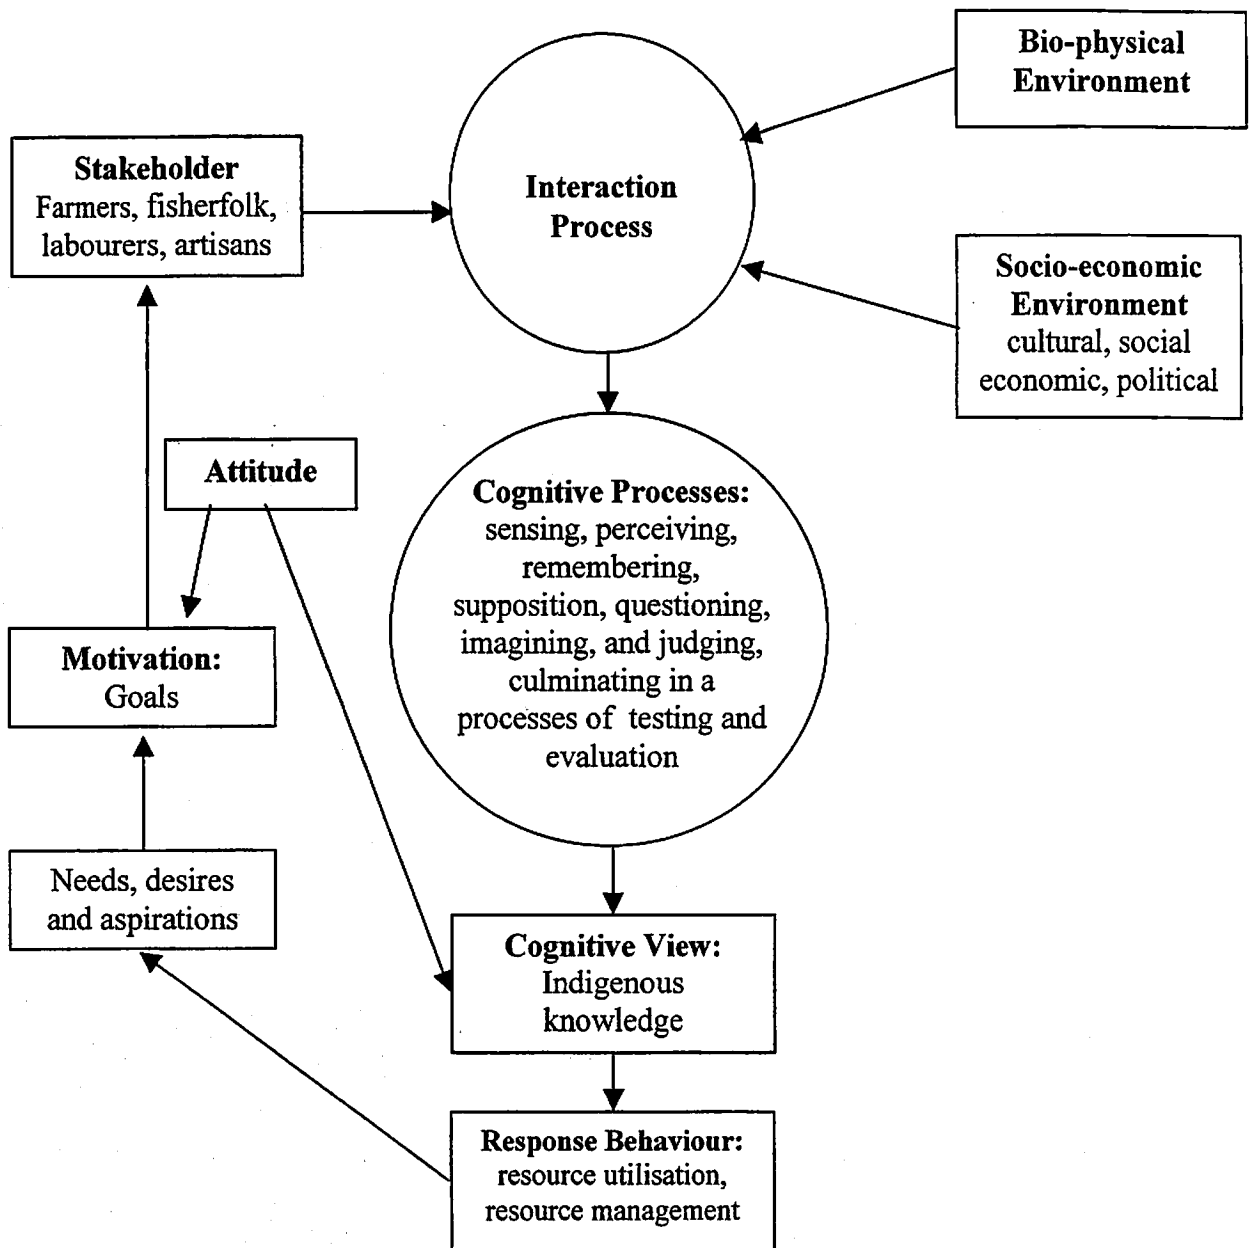 Bio-physical
Environment
Stakeholder
Farmers, fisherfolk,
labourers, artisans
Interaction
Process
Socio-economic
Environment
cultural, social
economic, political
Attitude
Cognitive Processes:
sensing, perceiving,
remembering,
supposition, questioning,
imagining, and judging,
culminating in a
processes of testing and
evaluation
Motivation:
Goals
Needs, desires
and aspirations
Cognitive View:
Indigenous
knowledge
Response Behaviour:
resource utilisation,
resource management